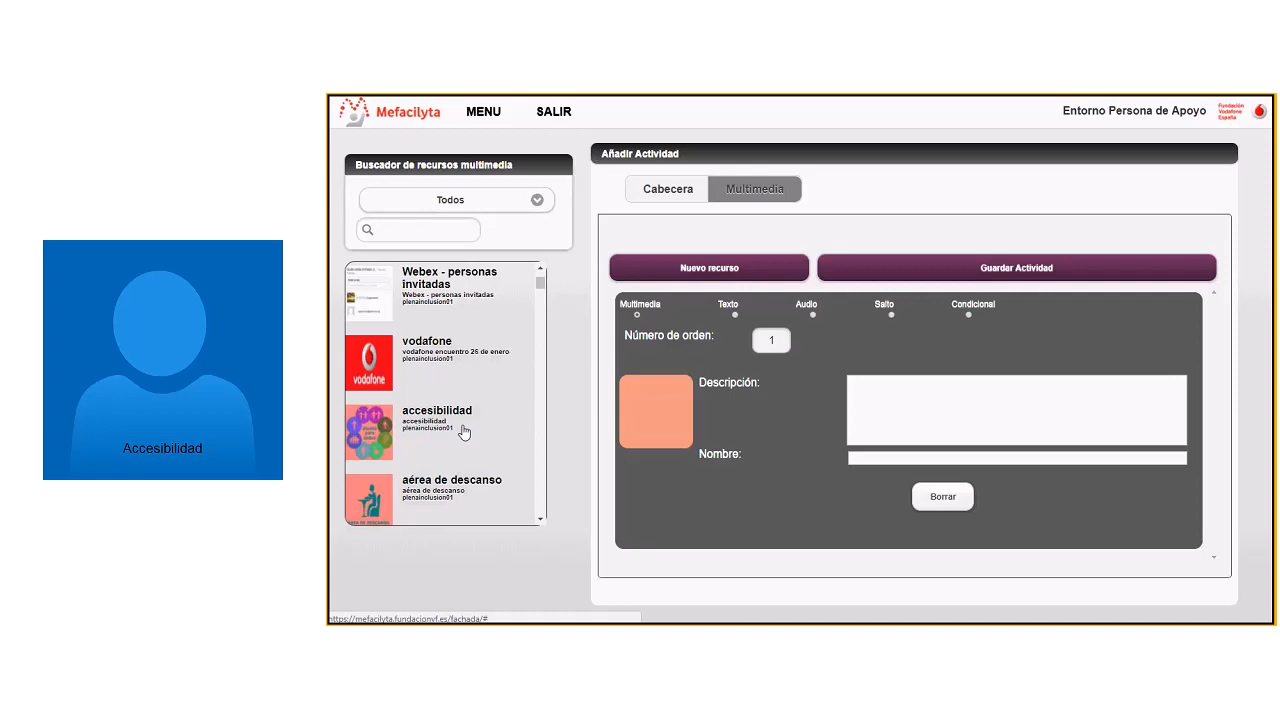 Accesibilidad
Mefacilyta MENU SALIR
Entorno Persona de Apoyo
Fundación
Vodafone
España
Buscador de recursos multimedia
Todos
Webex - personas
invitadas
Webex - personas invitadas
plenainclusion01
vodafone
vodafone encuentro 26 de enero
plenainclusion01
vodafone
accesibilidad
accesibilidad
plenainclusion01
aérea de descanso
aérea de descanso
plenainclusion01
https://mefacilyta.fundacionvf.es/fachada/#
Añadir Actividad
Cabecera Multimedia
Nuevo recurso Guardar Actividad
Multimedia Texto Audio Salto Condicional
Número de orden: 1
Descripción:
Nombre:
Borrar